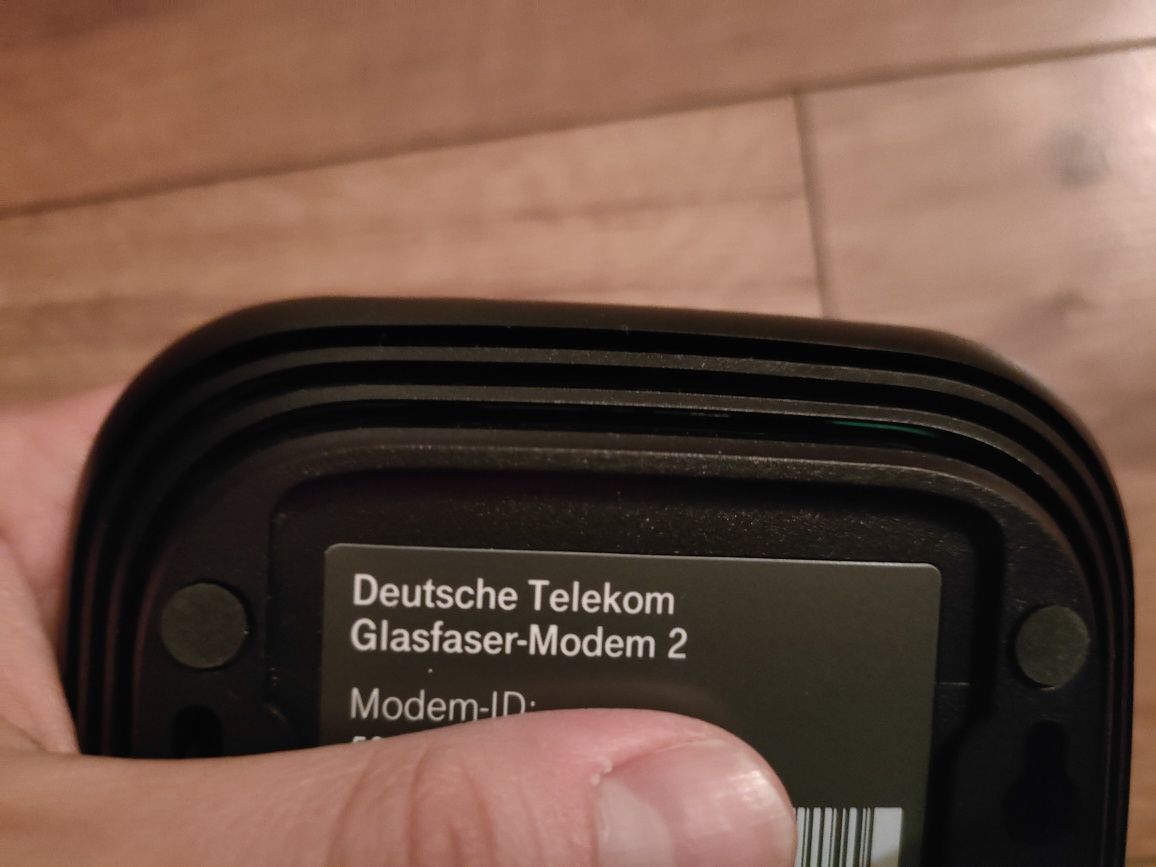 Deutsche Telekom
Glasfaser-Modem 2
Modem-ID: